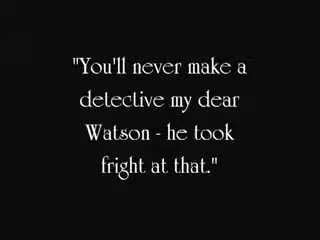 "You'll never make a
detective my dear
Watson - he took
fright at that."